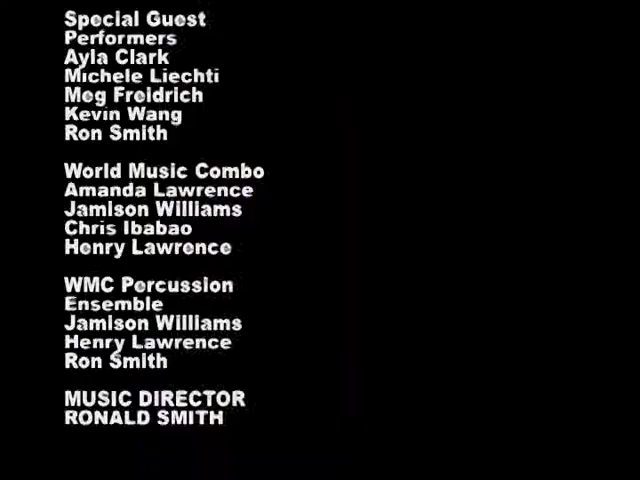 Special Guest
Performers
Ayla Clark
Michele Liechti
Meg Freidrich
Kevin Wang
Ron Smith
World Music Combo
Amanda Lawrence
Jamison Williams
Chris Ibabao
Henry Lawrence
WMC Percussion
Ensemble
Jamison Williams
Henry Lawrence
Ron Smith
MUSIC DIRECTOR
RONALD SMITH